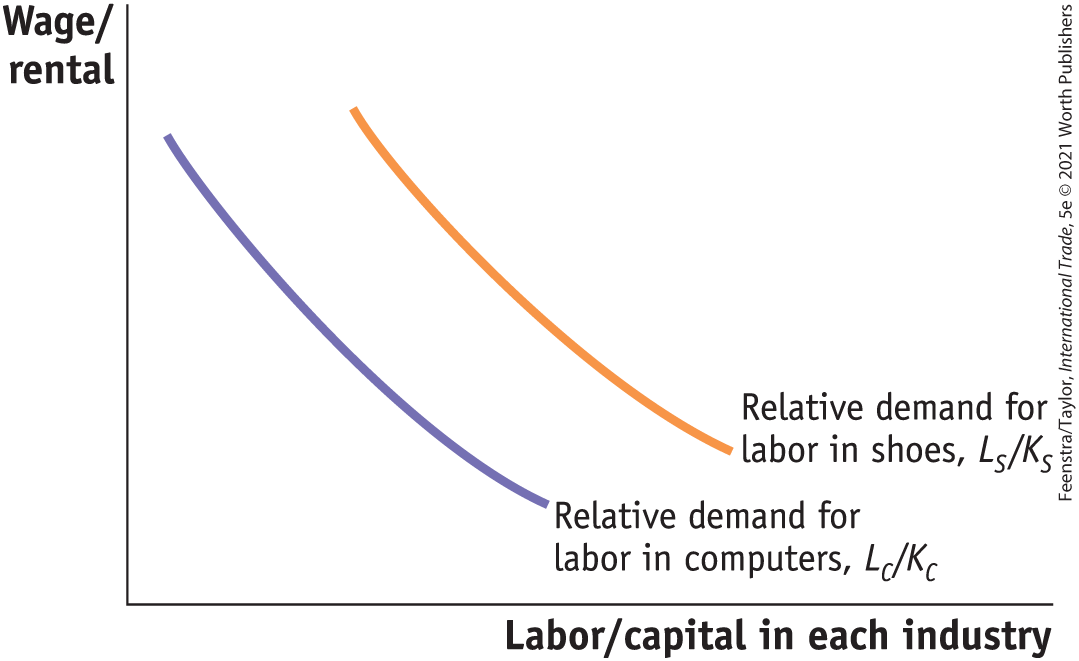 Wage/
rental
Relative demand for
labor in shoes, L_S/K_S
Relative demand for
labor in computers, L_C/K_C
Labor/capital in each industry
Feenstra/Taylor, International Trade, 5e © 2021 Worth Publishers